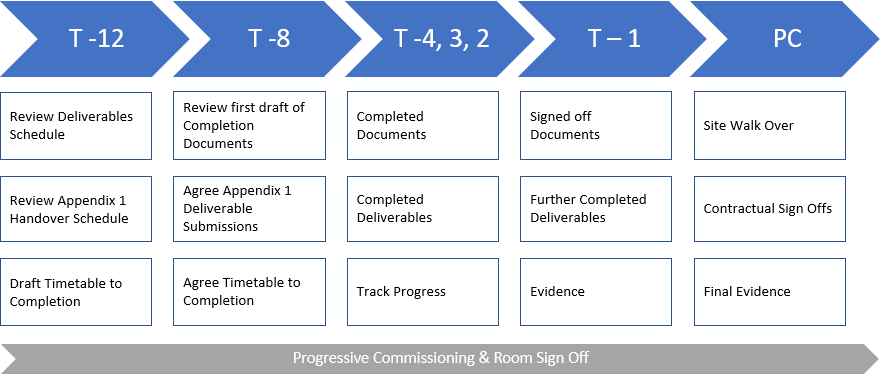 T -12
T -8
T -4, 3, 2
T – 1
PC
Review Deliverables
Schedule
Review first draft of
Completion
Documents
Completed
Documents
Signed off
Documents
Site Walk Over
Review Appendix 1
Handover Schedule
Agree Appendix 1
Deliverable
Submissions
Completed
Deliverables
Further Completed
Deliverables
Contractual Sign Offs
Draft Timetable to
Completion
Agree Timetable to
Completion
Track Progress
Evidence
Final Evidence
Progressive Commissioning & Room Sign Off